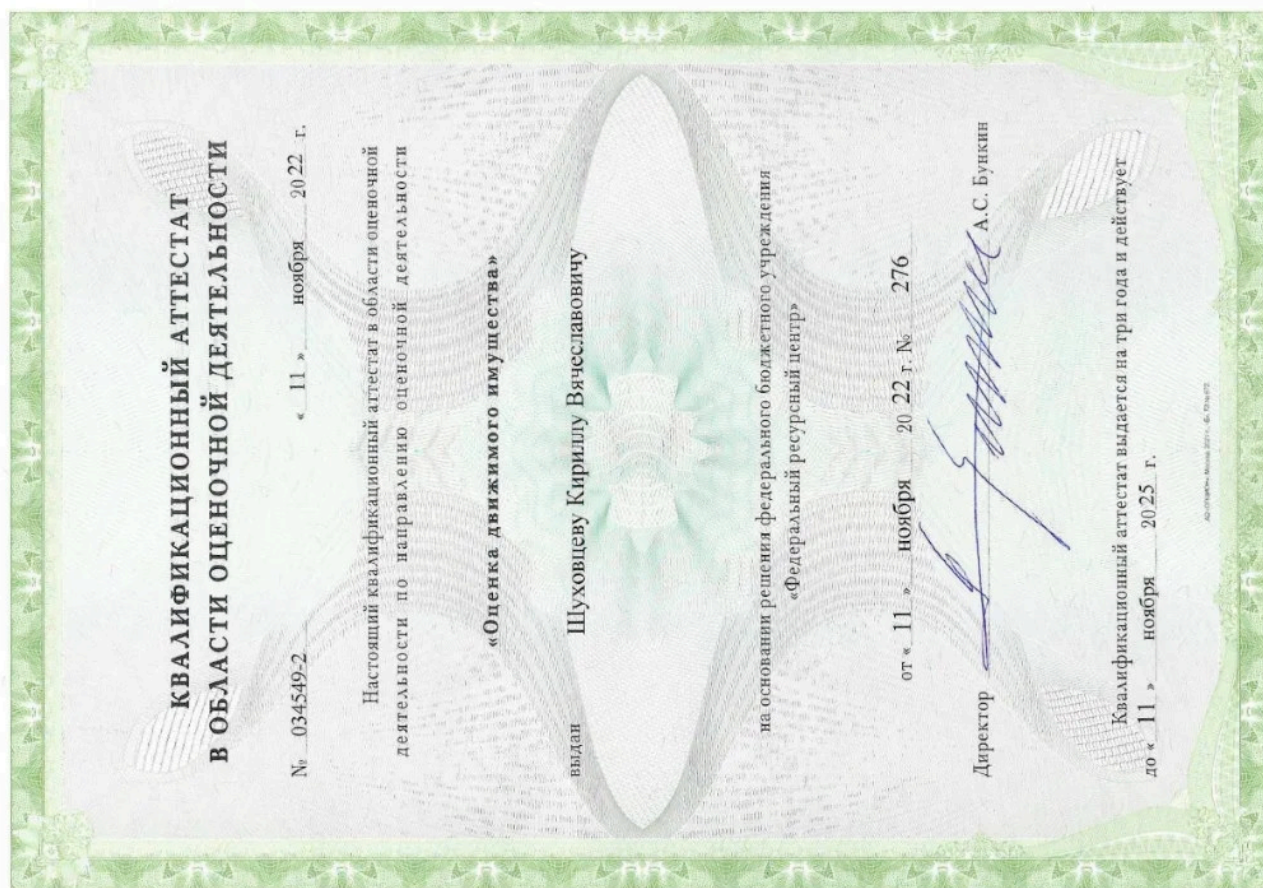 КВАЛИФИКАЦИОННЫЙ АТТЕСТАТ
В ОБЛАСТИ ОЦЕНОЧНОЙ ДЕЯТЕЛЬНОСТИ
№ 034549-2 « 11 » ноября 2022 г.
Настоящий квалификационный аттестат в области оценочной
деятельности по направлению оценочной деятельности
«Оценка движимого имущества»
выдан Шуховцеву Кириллу Вячеславовичу
на основании решения федерального бюджетного учреждения
«Федеральный ресурсный центр»
от « 11 » ноября 20 22 г. № 276
Директор А.С. Бункин
Квалификационный аттестат выдается на три года и действует
до « 11 » ноября 2025 г.